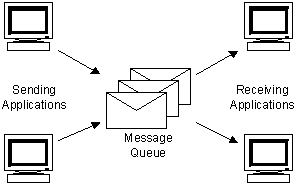 Sending
Applications
Receiving
Applications
Message
Queue